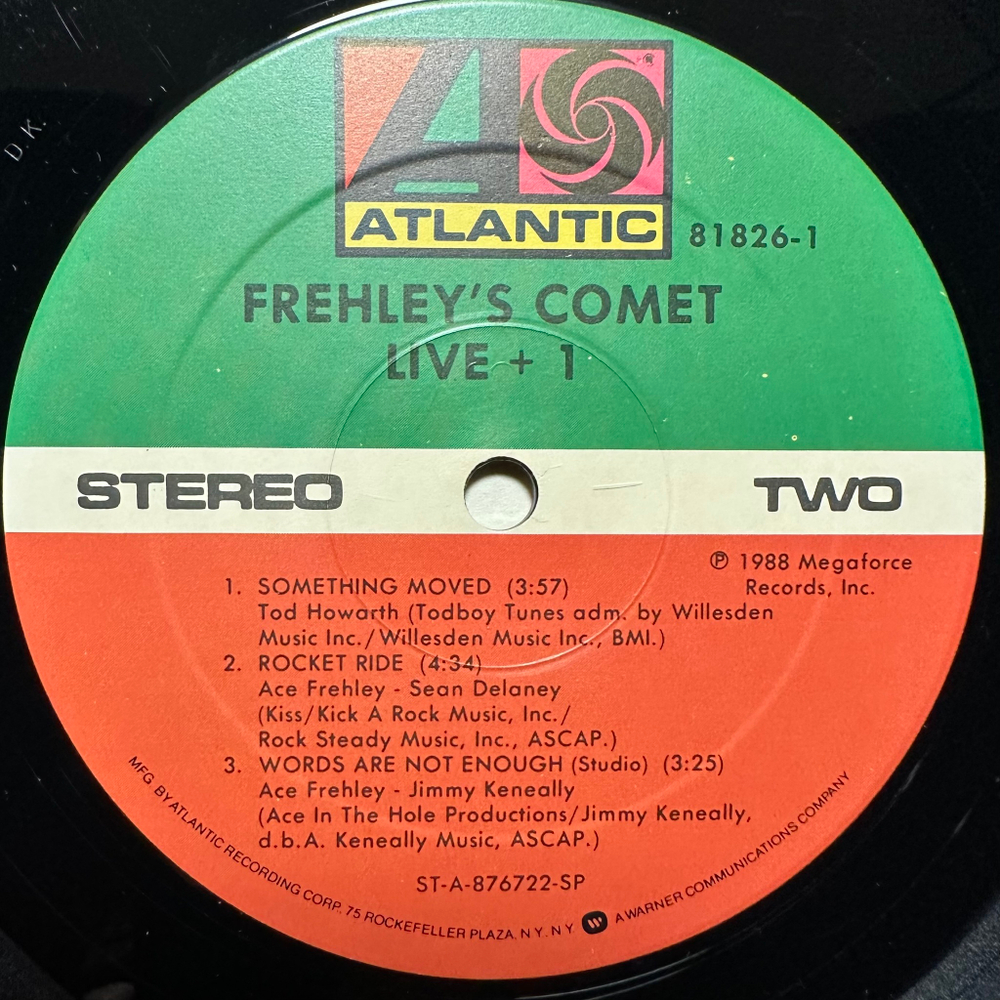 D.K.
®
ATLANTIC
81826-1
FREHLEY'S COMET
LIVE + 1
STEREO
TWO
℗ 1988 Megaforce
Records, Inc.
1. SOMETHING MOVED (3:57)
Tod Howarth (Todboy Tunes adm. by Willesden
Music Inc./Willesden Music Inc., BMI.)
2. ROCKET RIDE (4:34)
Ace Frehley - Sean Delaney
(Kiss/Kick A Rock Music, Inc./
Rock Steady Music, Inc., ASCAP.)
3. WORDS ARE NOT ENOUGH (Studio) (3:25)
Ace Frehley - Jimmy Keneally
(Ace In The Hole Productions/Jimmy Keneally,
d.b.A. Keneally Music, ASCAP.)
ST-A-876722-SP
MFG. BY ATLANTIC RECORDING CORP. 75 ROCKEFELLER PLAZA, N.Y. N.Y. A WARNER COMMUNICATIONS COMPANY